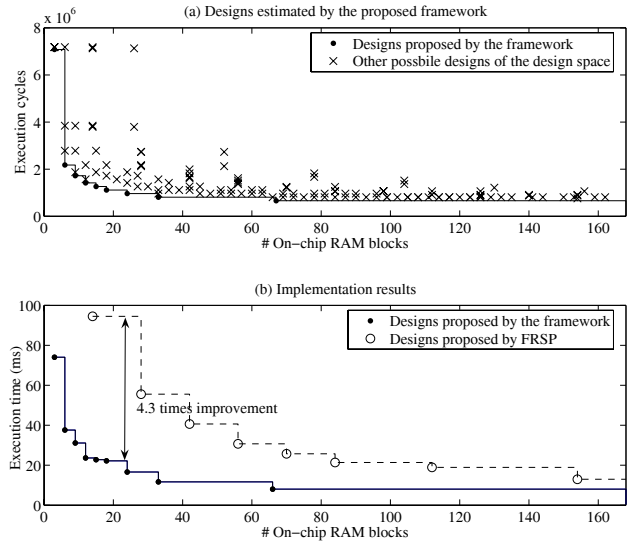 (a) Designs estimated by the proposed framework
8 x 10^6
Designs proposed by the framework
Other possbile designs of the design space
6
4
2
0
Execution cycles
0 20 40 60 80 100 120 140 160
# On−chip RAM blocks
(b) Implementation results
100
Designs proposed by the framework
Designs proposed by FRSP
80
60
4.3 times improvement
40
20
0
Execution time (ms)
0 20 40 60 80 100 120 140 160
# On−chip RAM blocks